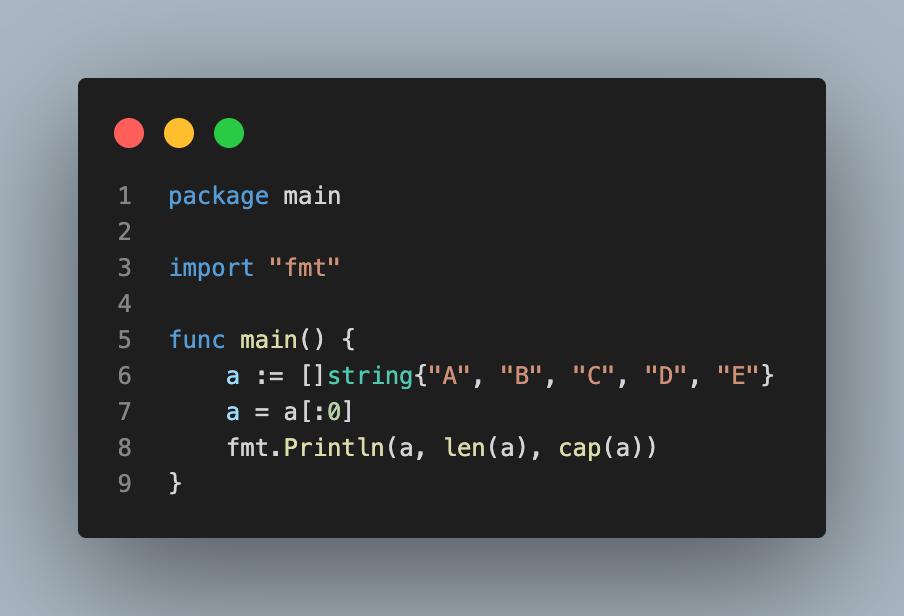 1 package main
2
3 import "fmt"
4
5 func main() {
6     a := []string{"A", "B", "C", "D", "E"}
7     a = a[:0]
8     fmt.Println(a, len(a), cap(a))
9 }